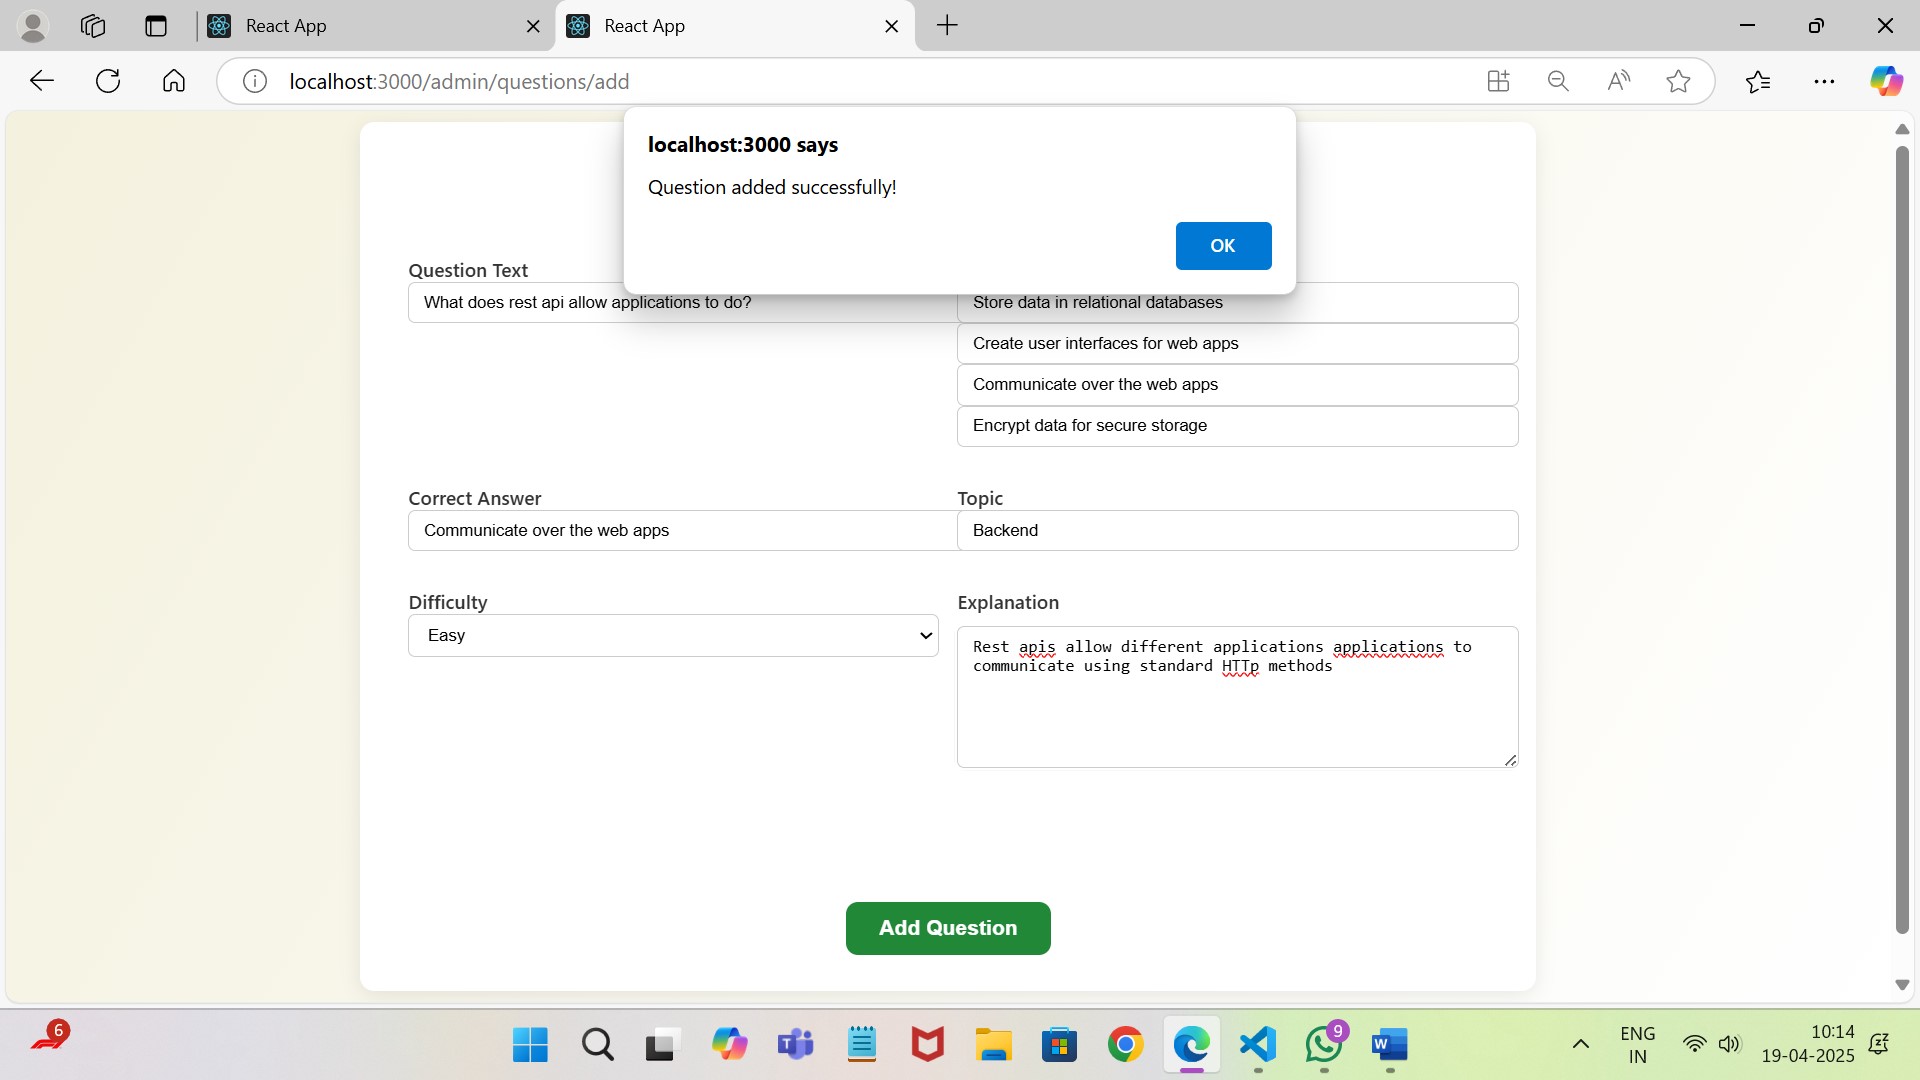 React App
React App
localhost:3000/admin/questions/add
localhost:3000 says
Question added successfully!
OK
Question Text
What does rest api allow applications to do?
Store data in relational databases
Create user interfaces for web apps
Communicate over the web apps
Encrypt data for secure storage
Correct Answer
Communicate over the web apps
Topic
Backend
Difficulty
Easy
Explanation
Rest apis allow different applications applications to
communicate using standard HTTp methods
Add Question
6
T
9
W
ENG
IN
10:14
19-04-2025